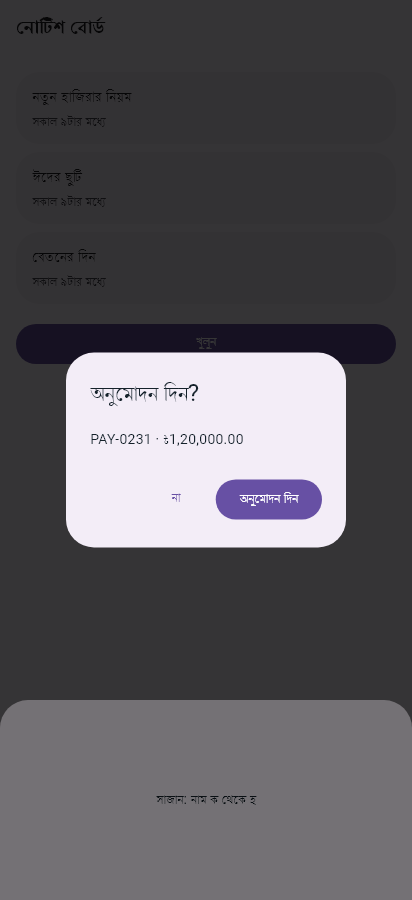 নোটিশ বোর্ড
নতুন হাজিরার নিয়ম
সকাল ৯টার মধ্যে
ঈদের ছুটি
সকাল ৯টার মধ্যে
বেতনের দিন
সকাল ৯টার মধ্যে
খুলুন
অনুমোদন দিন?
PAY-0231 · ৳1,20,000.00
না
অনুমোদন দিন
সাজান: নাম ক থেকে হ